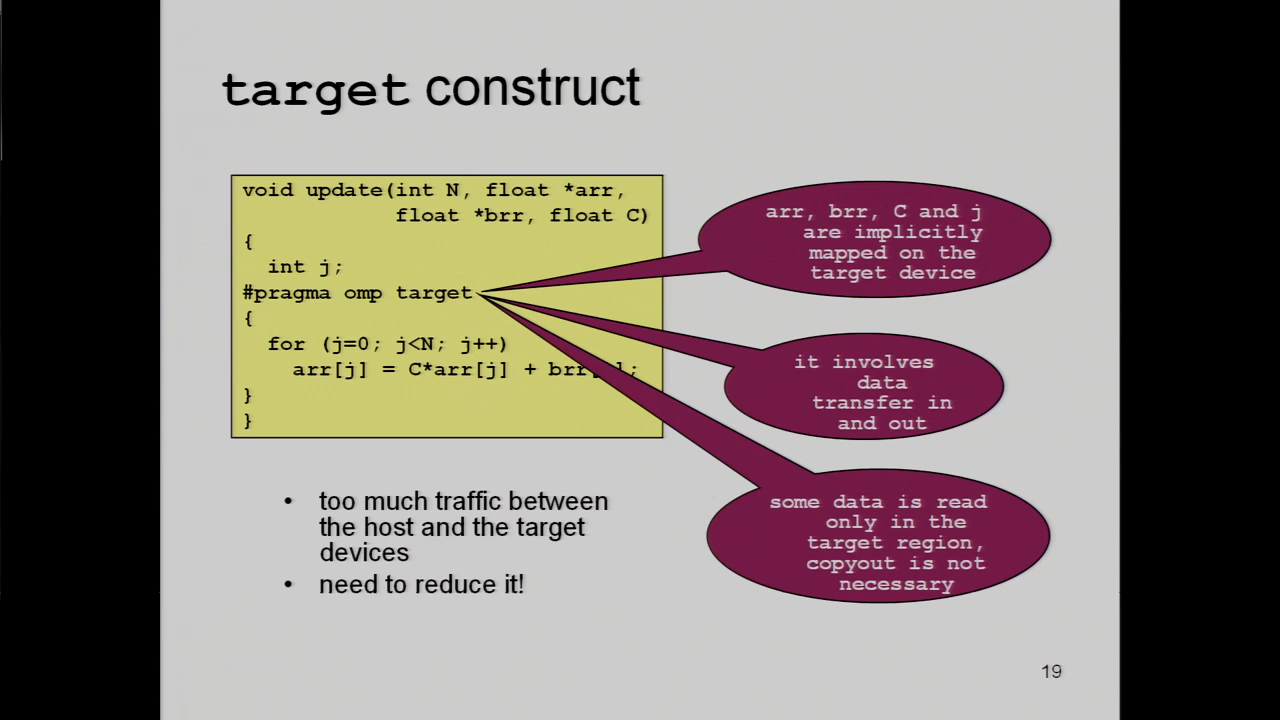 target construct
void update(int N, float *arr,
float *brr, float C)
{
int j;
#pragma omp target
{
for (j=0; j<N; j++)
arr[j] = C*arr[j] + brr[ ];
}
}
arr, brr, C and j
are implicitly
mapped on the
target device
it involves
data
transfer in
and out
some data is read
only in the
target region,
copyout is not
necessary
• too much traffic between
the host and the target
devices
• need to reduce it!
19